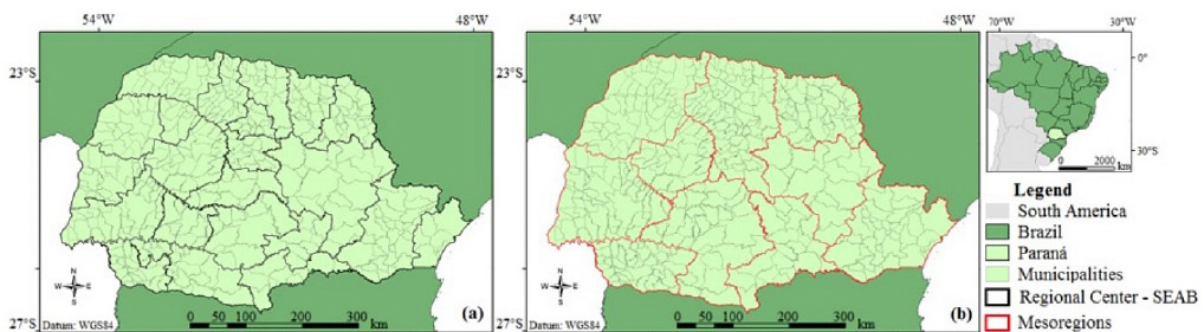 54°W
48°W
23°S
27°S
N
W E
S
Datum: WGS84
0 50 100 200 300
km
(a)
54°W
48°W
23°S
27°S
N
W E
S
Datum: WGS84
0 50 100 200 300
km
(b)
70°W
30°W
0°
30°S
0 2000
km
Legend
South America
Brazil
Paraná
Municipalities
Regional Center - SEAB
Mesoregions